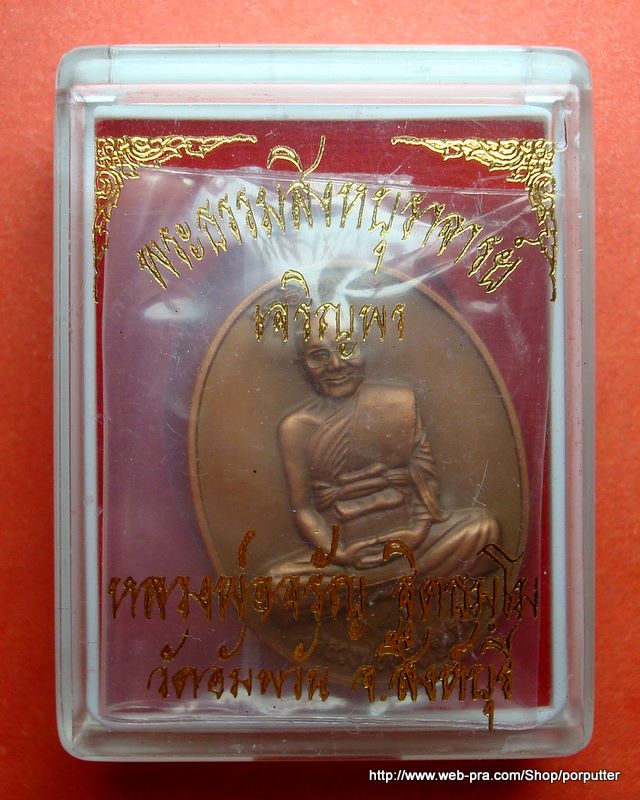 พระธรรมสิงหบุราจารย์
เจริญพร
หลวงพ่อจรัญ ฐิตธมฺโม
วัดอัมพวัน จ.สิงห์บุรี
http://www.web-pra.com/Shop/porputter